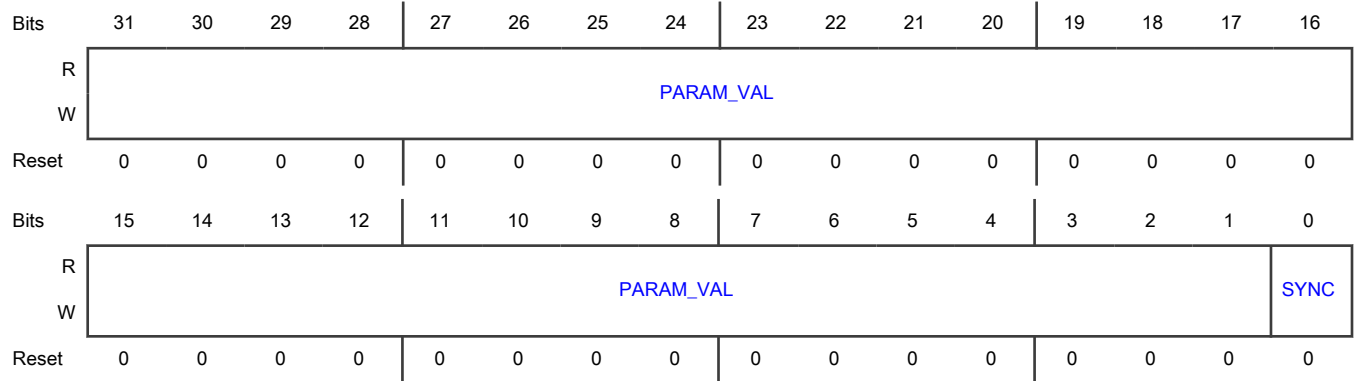 Bits 31 30 29 28 27 26 25 24 23 22 21 20 19 18 17 16
R
PARAM_VAL
W
Reset 0 0 0 0 0 0 0 0 0 0 0 0 0 0 0 0
Bits 15 14 13 12 11 10 9 8 7 6 5 4 3 2 1 0
R
PARAM_VAL SYNC
W
Reset 0 0 0 0 0 0 0 0 0 0 0 0 0 0 0 0